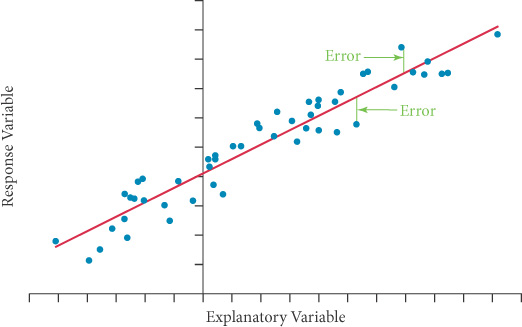 Error
Error
Response Variable
Explanatory Variable